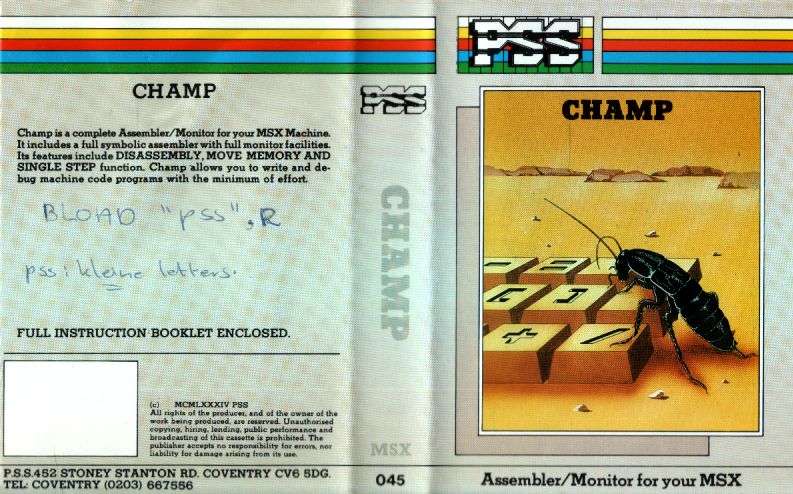 CHAMP
Champ is a complete Assembler/Monitor for your MSX Machine.
It includes a full symbolic assembler with full monitor facilities.
Its features include DISASSEMBLY, MOVE MEMORY AND
SINGLE STEP function. Champ allows you to write and de-
bug machine code programs with the minimum of effort.
BLOAD "pss", R
pss: kleine letters.
FULL INSTRUCTION BOOKLET ENCLOSED.
(c) MCMLXXXIV PSS
All rights of the producer, and of the owner of the
work being produced, are reserved. Unauthorised
copying, hiring, lending, public performance and
broadcasting of this cassette is prohibited. The
publisher accepts no responsibility for errors, nor
liability for damage arising from its use.
P.S.S. 452 STONEY STANTON RD. COVENTRY CV6 5DG.
TEL: COVENTRY (0203) 667556
PSS
CHAMP
MSX
045
PSS
CHAMP
- =
+ /
Assembler/Monitor for your MSX